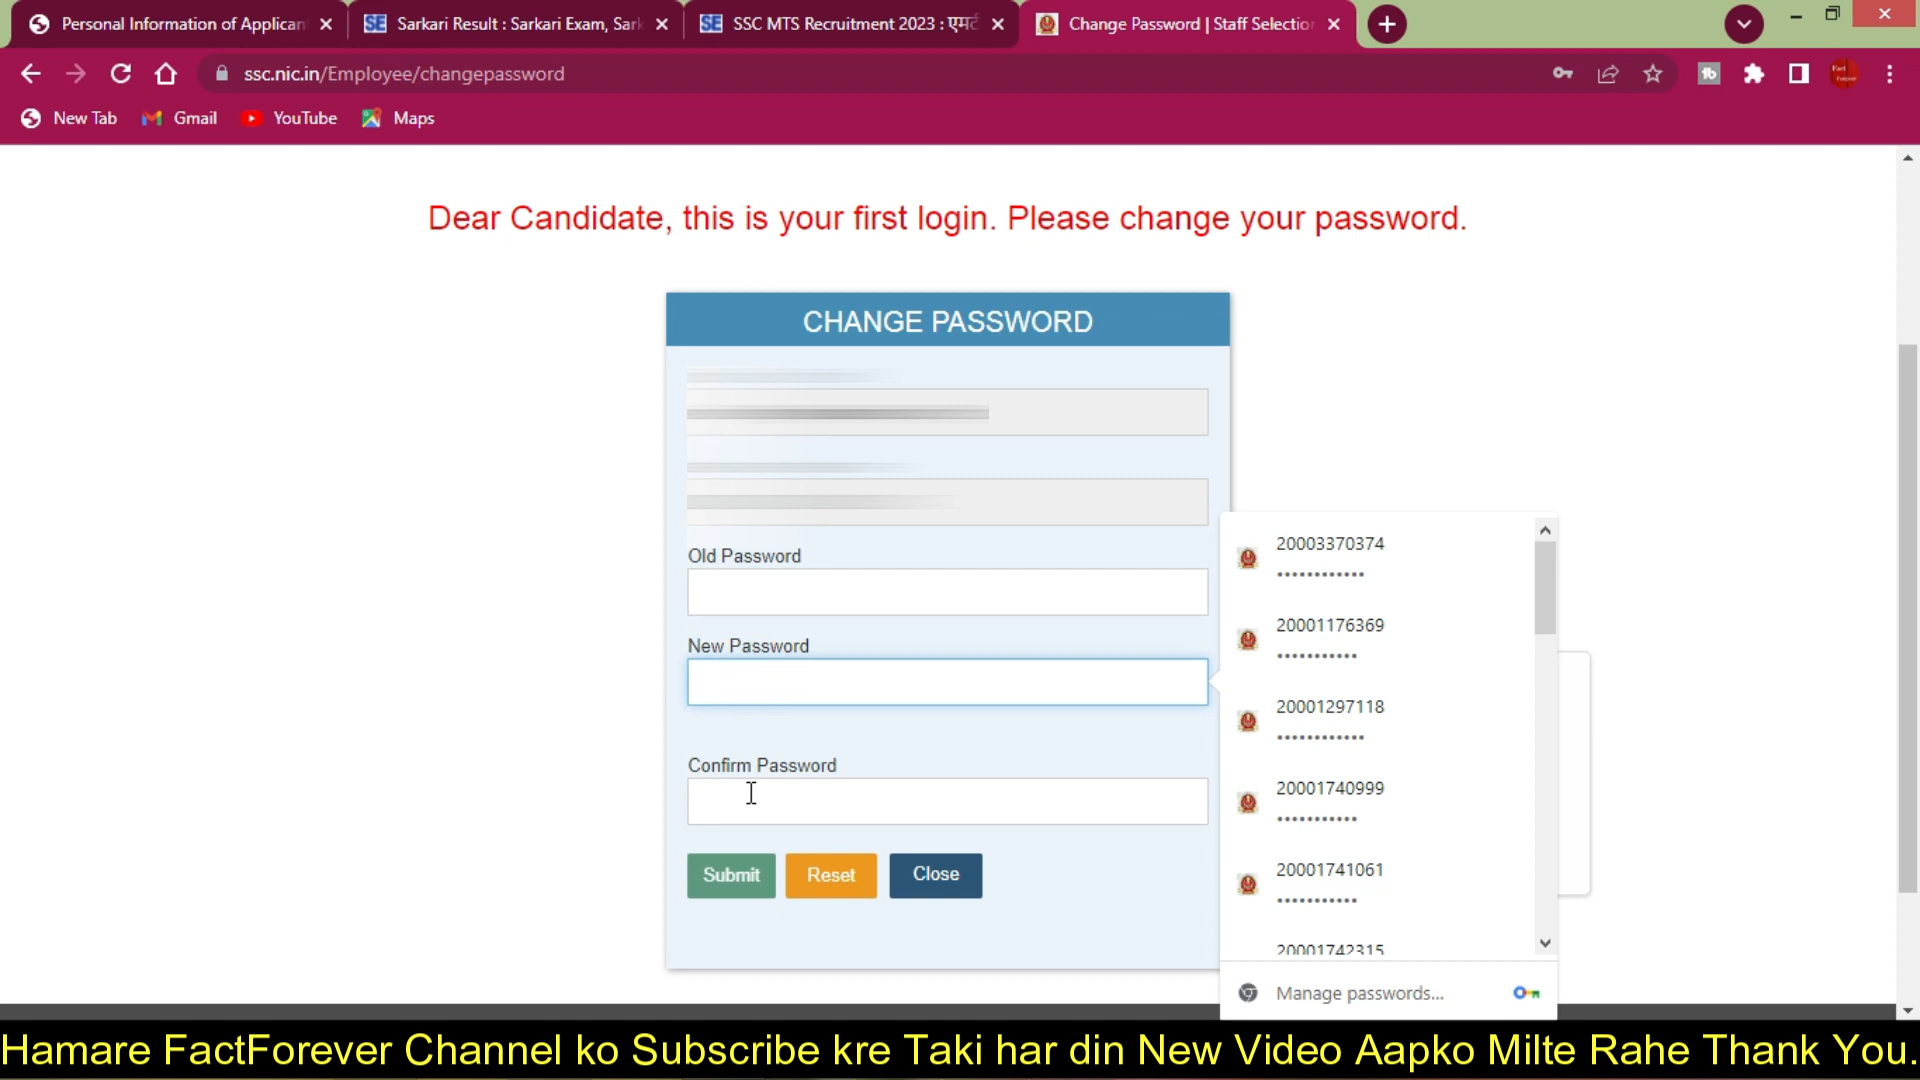 Personal Information of Applican
Sarkari Result : Sarkari Exam, Sark
SSC MTS Recruitment 2023 : एमटी
Change Password | Staff Selection
ssc.nic.in/Employee/changepassword
New Tab
Gmail
YouTube
Maps
Dear Candidate, this is your first login. Please change your password.
CHANGE PASSWORD
Old Password
New Password
Confirm Password
Submit
Reset
Close
20003370374
••••••••••••
20001176369
•••••••••••
20001297118
••••••••••••
20001740999
•••••••••••
20001741061
•••••••••••
20001742315
Manage passwords...
Hamare FactForever Channel ko Subscribe kre Taki har din New Video Aapko Milte Rahe Thank You.